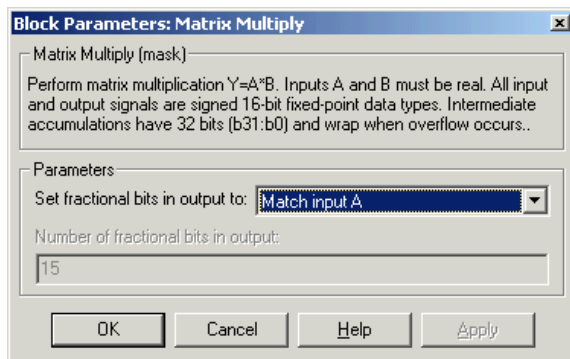 Block Parameters: Matrix Multiply
Matrix Multiply (mask)
Perform matrix multiplication Y=A*B. Inputs A and B must be real. All input
and output signals are signed 16-bit fixed-point data types. Intermediate
accumulations have 32 bits (b31:b0) and wrap when overflow occurs..
Parameters
Set fractional bits in output to: Match input A
Number of fractional bits in output:
15
OK Cancel Help Apply